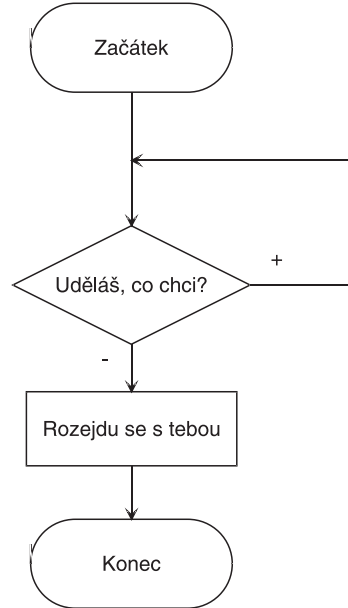 Začátek
Uděláš, co chci?
+
-
Rozejdu se s tebou
Konec